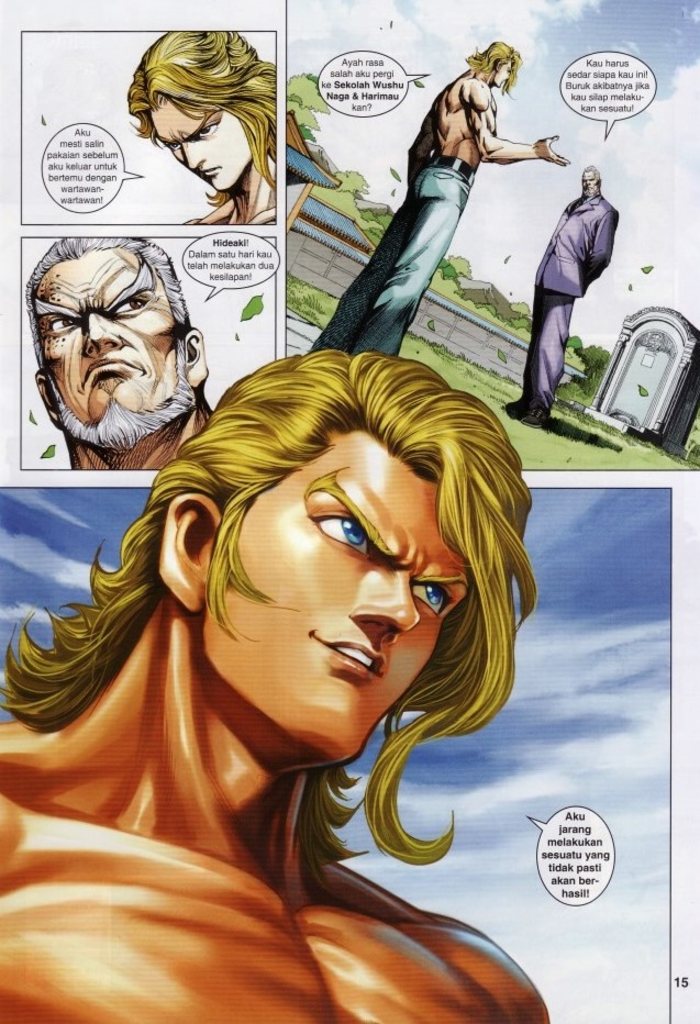 Aku
mesti salin
pakaian sebelum
aku keluar untuk
bertemu dengan
wartawan-
wartawan!
Hideaki!
Dalam satu hari kau
telah melakukan dua
kesilapan!
Ayah rasa
salah aku pergi
ke Sekolah Wushu
Naga & Harimau
kan?
Kau harus
sedar siapa kau ini!
Buruk akibatnya jika
kau silap melaku-
kan sesuatu!
Aku
jarang
melakukan
sesuatu yang
tidak pasti
akan ber-
hasil!
15